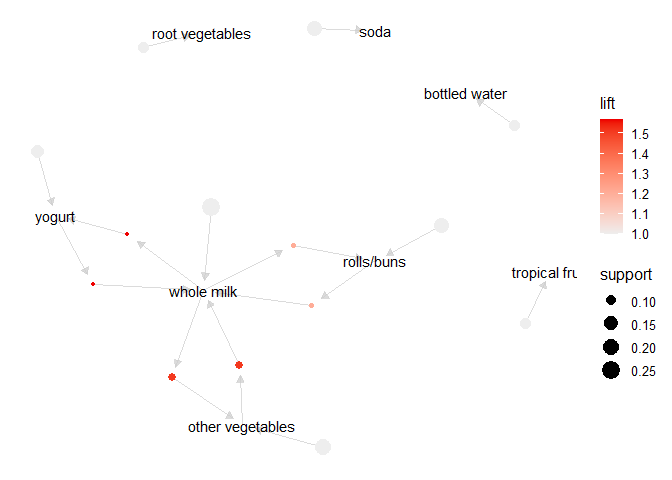 root vegetables
soda
bottled water
lift
1.5
1.4
1.3
1.2
1.1
1.0
yogurt
rolls/buns
tropical fru
whole milk
support
0.10
0.15
0.20
0.25
other vegetables